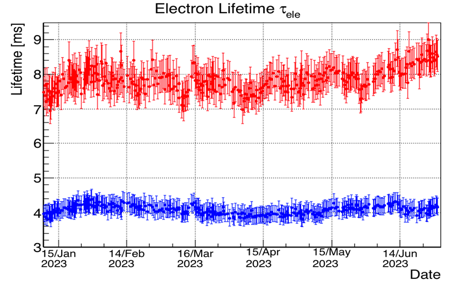 Electron Lifetime τele
Lifetime [ms]
9
8
7
6
5
4
3
15/Jan 2023
14/Feb 2023
16/Mar 2023
15/Apr 2023
15/May 2023
14/Jun 2023
Date